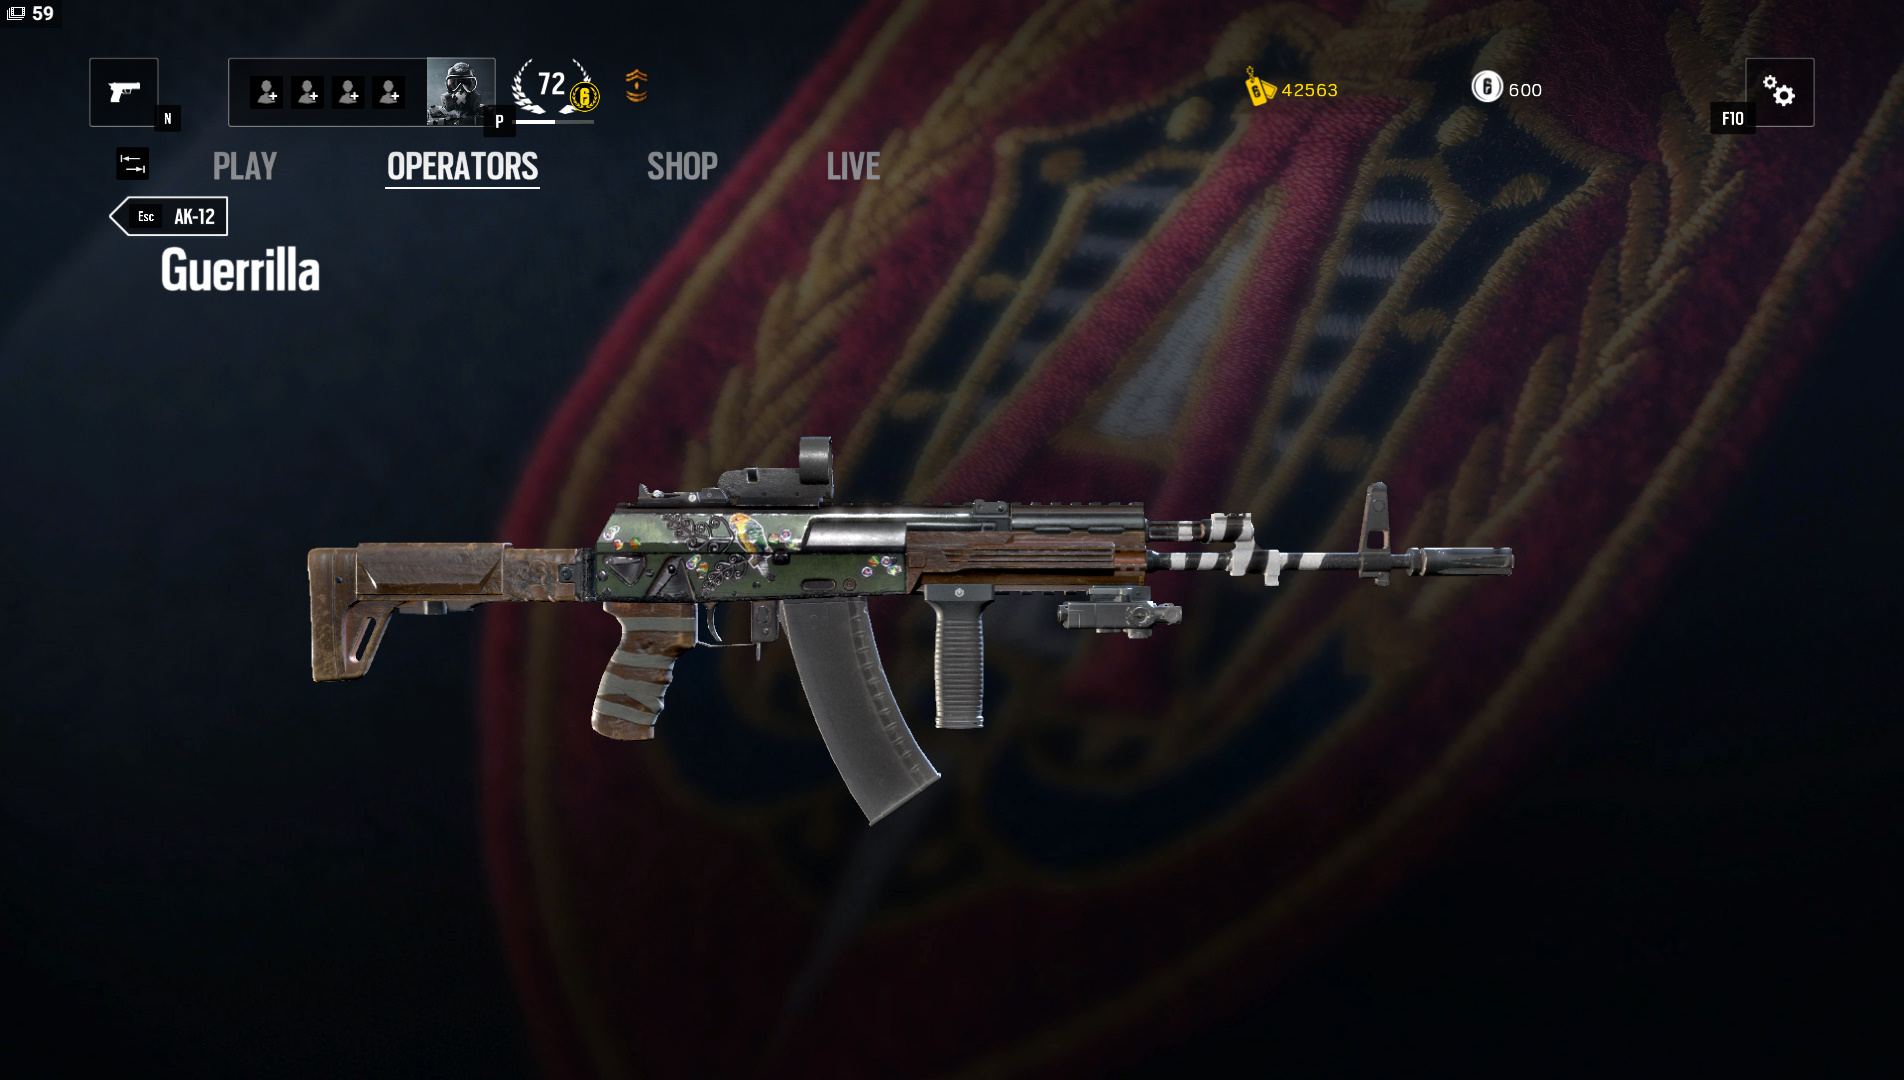 59
N
P
72
42563
600
F10
PLAY
OPERATORS
SHOP
LIVE
Esc
AK-12
Guerrilla